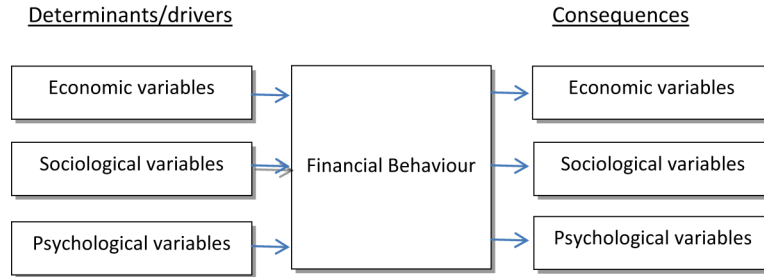 Determinants/drivers
Consequences
Economic variables
Economic variables
Sociological variables
Financial Behaviour
Sociological variables
Psychological variables
Psychological variables